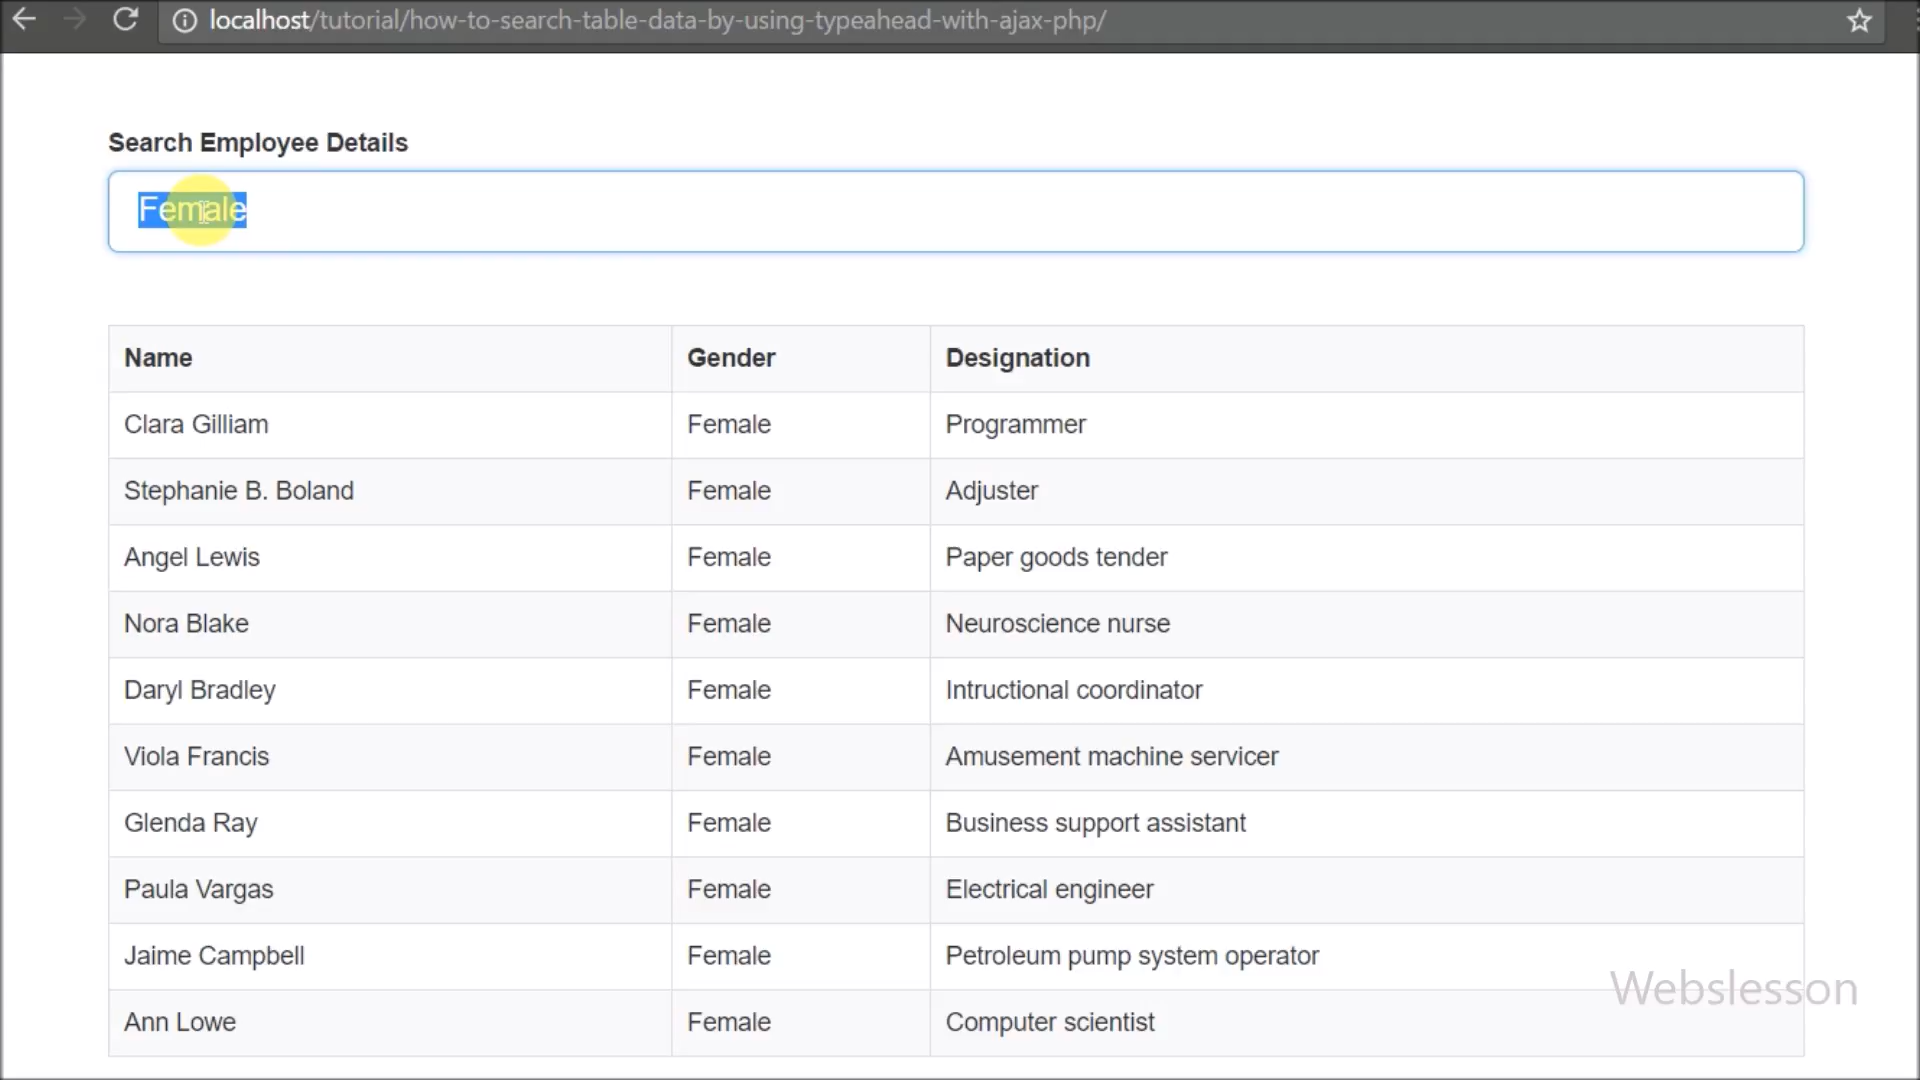 localhost/tutorial/how-to-search-table-data-by-using-typeahead-with-ajax-php/
Search Employee Details
Female
Name Gender Designation
Clara Gilliam Female Programmer
Stephanie B. Boland Female Adjuster
Angel Lewis Female Paper goods tender
Nora Blake Female Neuroscience nurse
Daryl Bradley Female Intructional coordinator
Viola Francis Female Amusement machine servicer
Glenda Ray Female Business support assistant
Paula Vargas Female Electrical engineer
Jaime Campbell Female Petroleum pump system operator
Webslesson
Ann Lowe Female Computer scientist